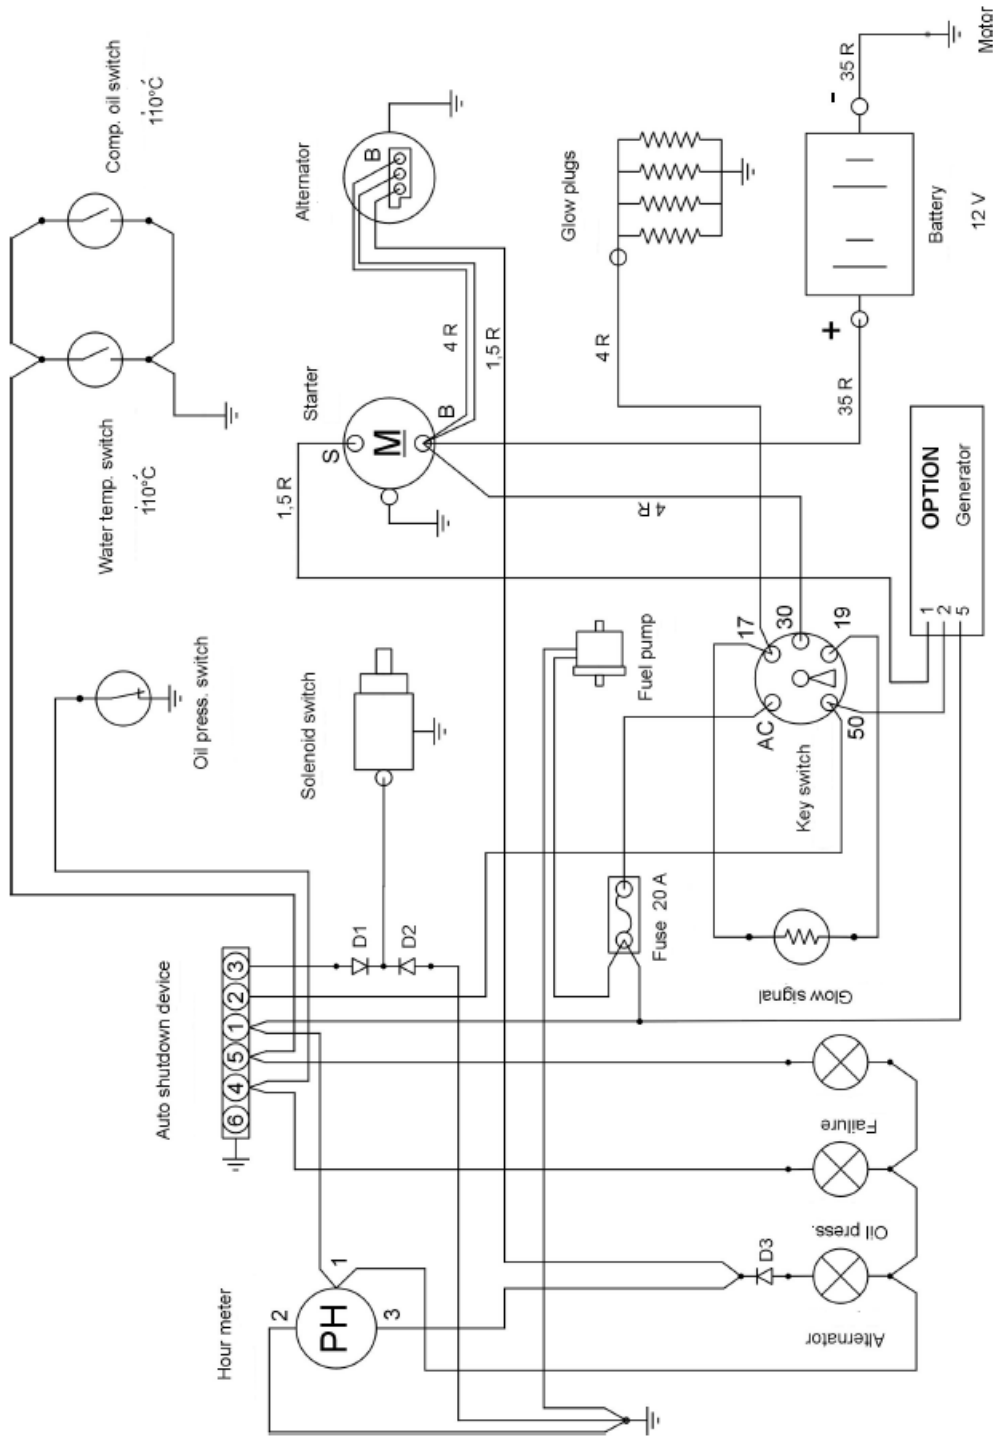 Comp. oil switch
110°C
Water temp. switch
110°C
Oil press. switch
Auto shutdown device
6
4
5
1
2
3
Hour meter
PH
1
2
3
Alternator
B
Starter
M
S
B
1,5 R
4 R
1,5 R
4 R
Solenoid switch
D1
D2
Glow plugs
4 R
Fuel pump
Fuse 20 A
Key switch
AC
17
30
19
50
Glow signal
Failure
Oil press.
D3
Alternator
OPTION
Generator
1
2
5
Battery
12 V
+
-
35 R
35 R
Motor